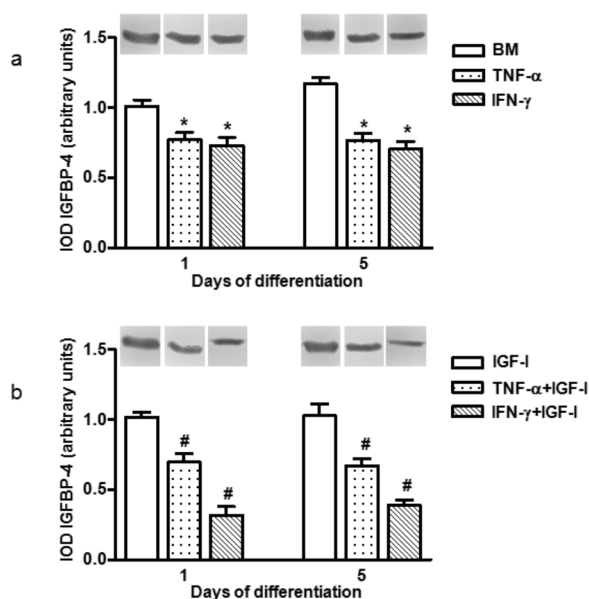 a
IOD IGFBP-4 (arbitrary units)
1.5
1.0
0.5
0.0
* *
* *
1 5
Days of differentiation
BM
TNF-α
IFN-γ
b
IOD IGFBP-4 (arbitrary units)
1.5
1.0
0.5
0.0
# #
# #
1 5
Days of differentiation
IGF-I
TNF-α+IGF-I
IFN-γ+IGF-I